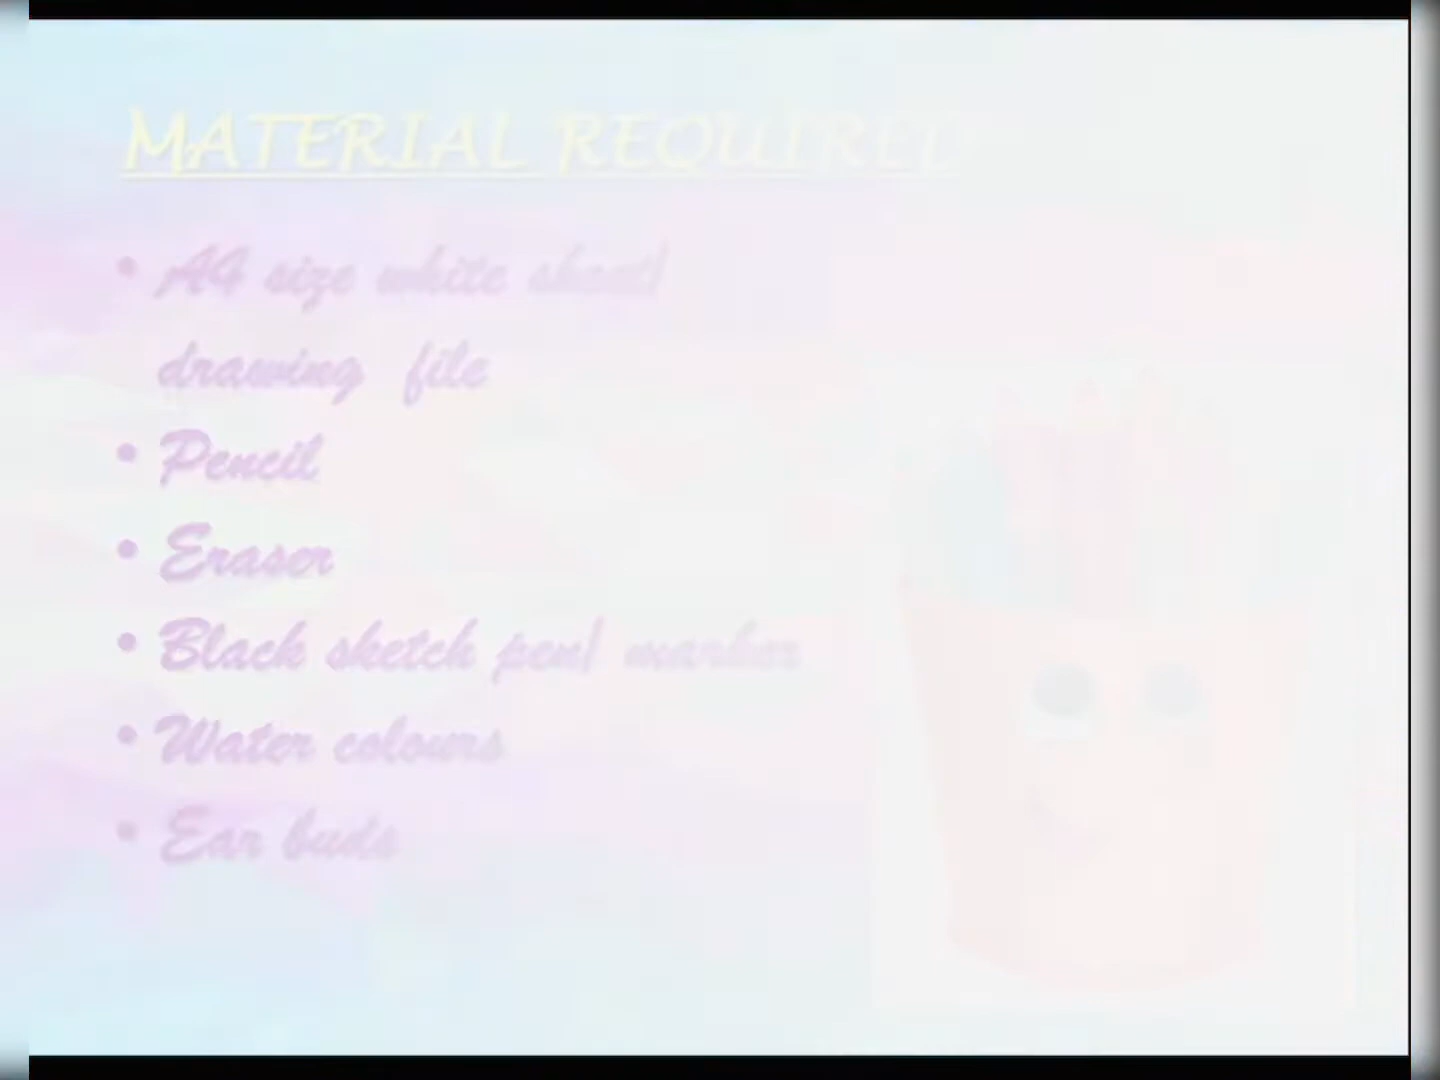 MATERIAL REQUIRED
• A4 size white sheet/
drawing file
• Pencil
• Eraser
• Black sketch pen/ marker
• Water colours
• Ear buds